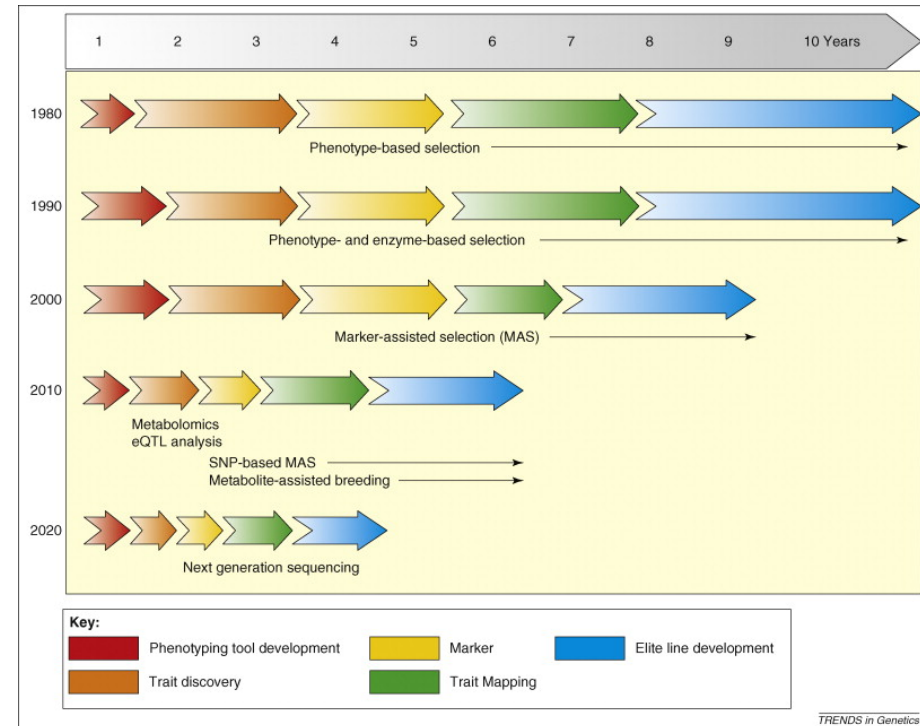 1 2 3 4 5 6 7 8 9 10 Years
1980
Phenotype-based selection
1990
Phenotype- and enzyme-based selection
2000
Marker-assisted selection (MAS)
2010
Metabolomics
eQTL analysis
SNP-based MAS
Metabolite-assisted breeding
2020
Next generation sequencing
Key:
Phenotyping tool development Marker Elite line development
Trait discovery Trait Mapping
TRENDS in Genetics